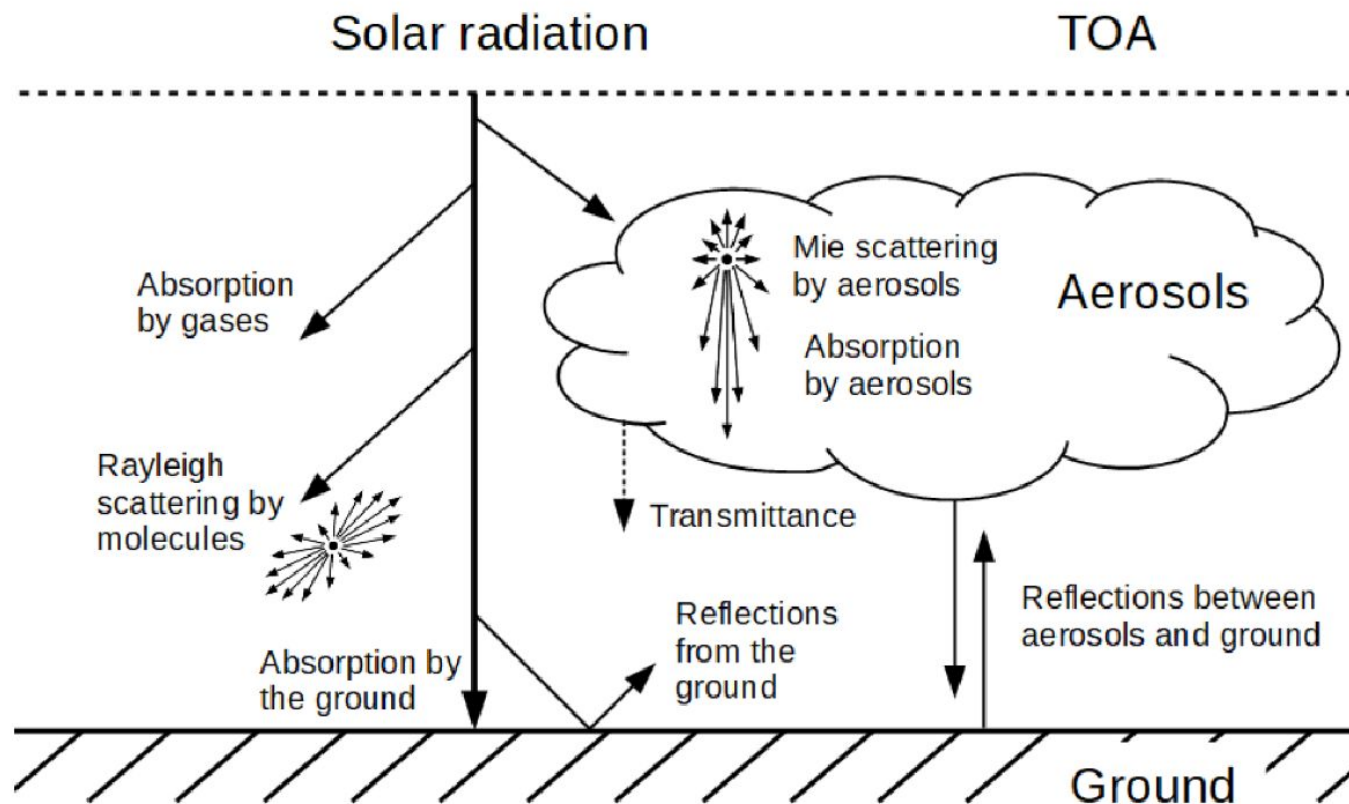 Solar radiation
TOA
Mie scattering
by aerosols
Aerosols
Absorption
by gases
Absorption
by aerosols
Rayleigh
scattering by
molecules
Transmittance
Reflections
from the
ground
Reflections between
aerosols and ground
Absorption by
the ground
Ground